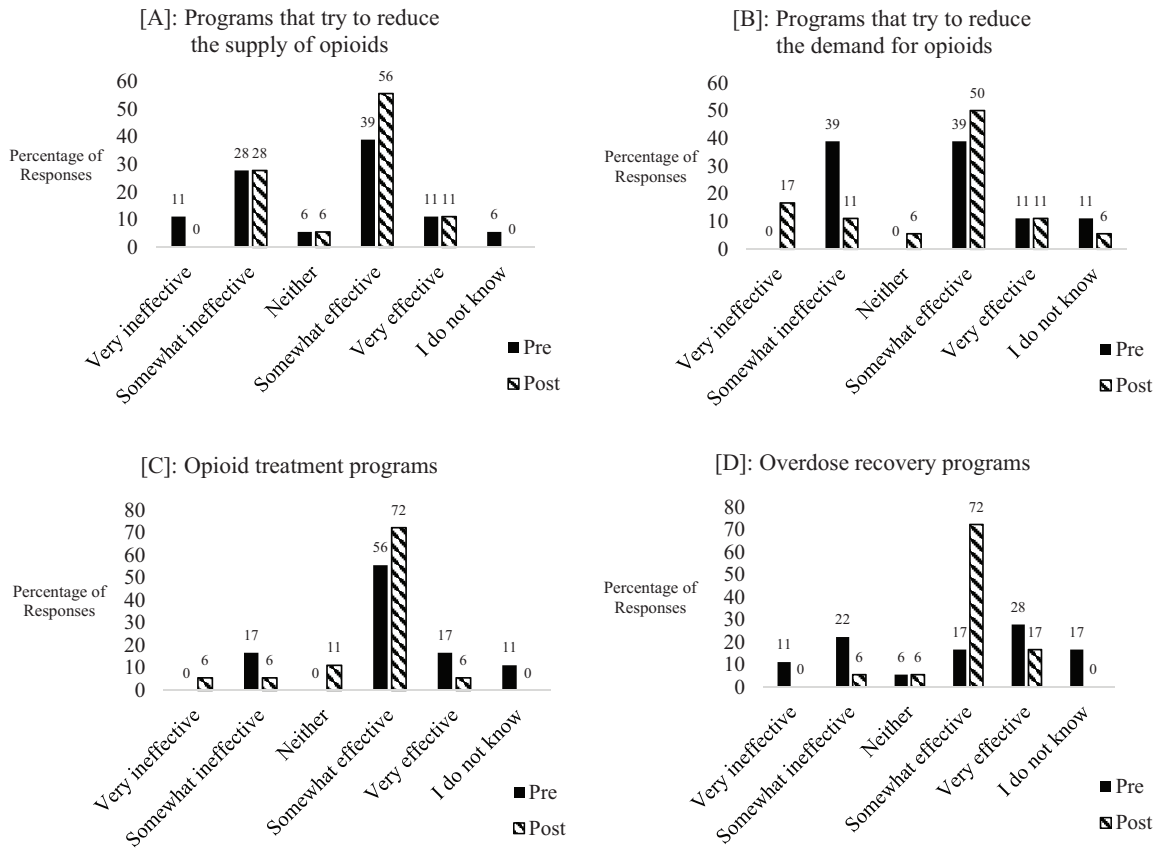 [A]: Programs that try to reduce
the supply of opioids
60
50
40
30
20
10
0
Percentage of
Responses
11
0
28
28
6
6
39
56
11
11
6
0
Very ineffective
Somewhat ineffective
Neither
Somewhat effective
Very effective
I do not know
Pre
Post
[B]: Programs that try to reduce
the demand for opioids
60
50
40
30
20
10
0
Percentage of
Responses
0
17
39
11
0
6
39
50
11
11
11
6
Very ineffective
Somewhat ineffective
Neither
Somewhat effective
Very effective
I do not know
Pre
Post
[C]: Opioid treatment programs
80
70
60
50
40
30
20
10
0
Percentage of
Responses
0
6
17
6
0
11
56
72
17
6
11
0
Very ineffective
Somewhat ineffective
Neither
Somewhat effective
Very effective
I do not know
Pre
Post
[D]: Overdose recovery programs
80
70
60
50
40
30
20
10
0
Percentage of
Responses
11
0
22
6
6
6
17
72
28
17
17
0
Very ineffective
Somewhat ineffective
Neither
Somewhat effective
Very effective
I do not know
Pre
Post